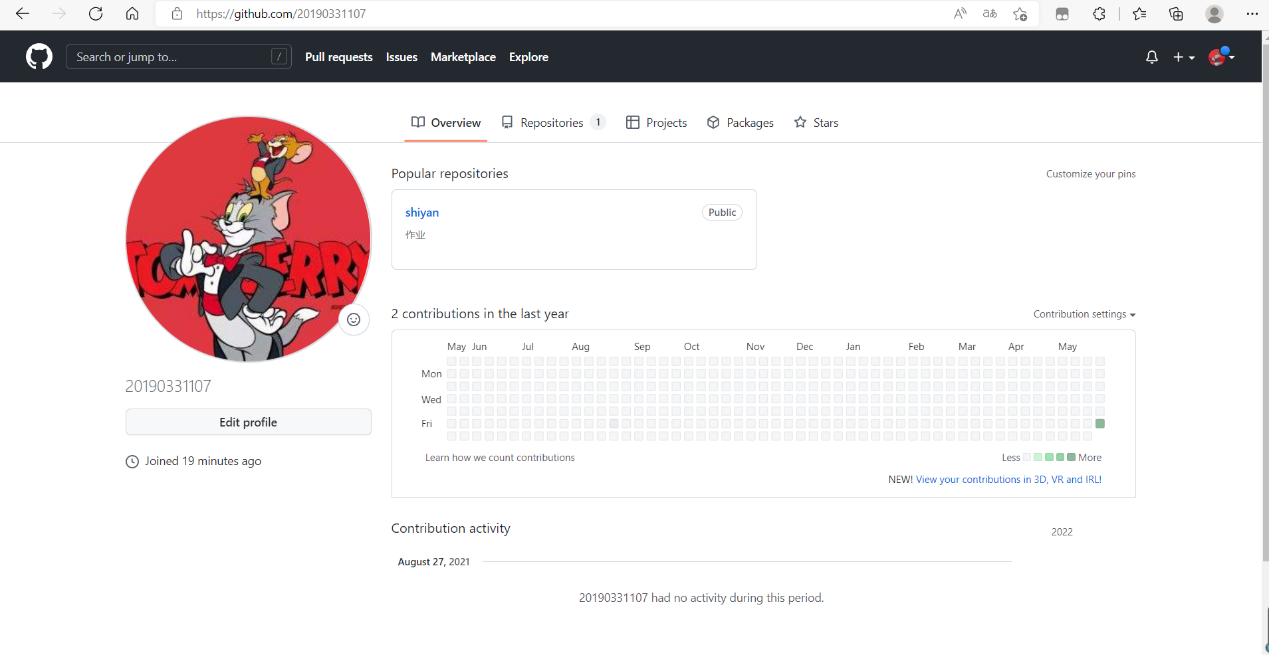 https://github.com/20190331107
Search or jump to... /
Pull requests Issues Marketplace Explore
Overview Repositories 1 Projects Packages Stars
TOM JERRY
Popular repositories Customize your pins
shiyan Public
作业
2 contributions in the last year Contribution settings
May Jun Jul Aug Sep Oct Nov Dec Jan Feb Mar Apr May
Mon
Wed
Fri
Learn how we count contributions Less More
NEW! View your contributions in 3D, VR and IRL!
20190331107
Edit profile
Joined 19 minutes ago
Contribution activity 2022
August 27, 2021
20190331107 had no activity during this period.